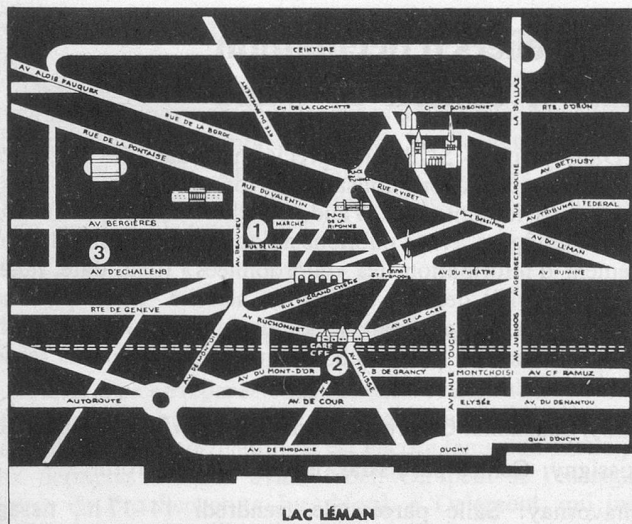 CEINTURE
AV. ALOIS FAUQUEX
LA SALLAZ
CH. DE LA CLOCHATTE
CH DE BOISSONNET
RTE. D'ORON
RUE DE LA BORDE
RUE DE LA PONTAISE
AV BETHUSY
RUE DU VALENTIN
RUE P. VIRET
RUE CAROLINE
AV. TRIBUNAL FEDERAL
AV. BERGIÈRES
1
MARCHÉ
PLACE DE LA RIPONNE
AV. DU LEMAN
AV BEAULIEU
RUE DE L'ALE
3
AV. D'ECHALLENS
ST François
AV. DU THÉATRE
AV. GEORGETTE
AV. RUMINE
RUE DU GRAND CHÊNE
RTE DE GENEVE
AV RUCHONNET
AV. DE LA GARE
GARE
CFF
2
AV. FRAISSE
AVENUE D'OUCHY
AV. DU MONT-D'OR
B DE GRANCY
MONTCHOISI
AV. C F RAMUZ
AUTOROUTE
AV. DE COUR
ELYSÉE
AV. DU DENANTOU
AV. DE RHODANIE
OUCHY
QUAI D'OUCHY
LAC LÉMAN